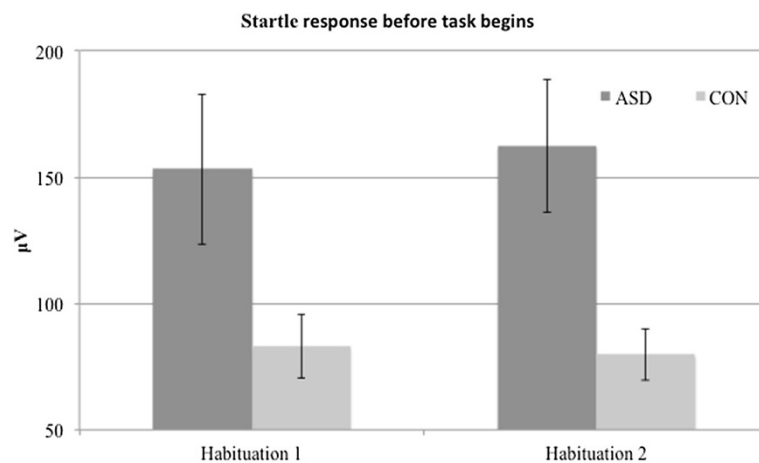 Startle response before task begins
200
150
100
50
µV
ASD
CON
Habituation 1
Habituation 2